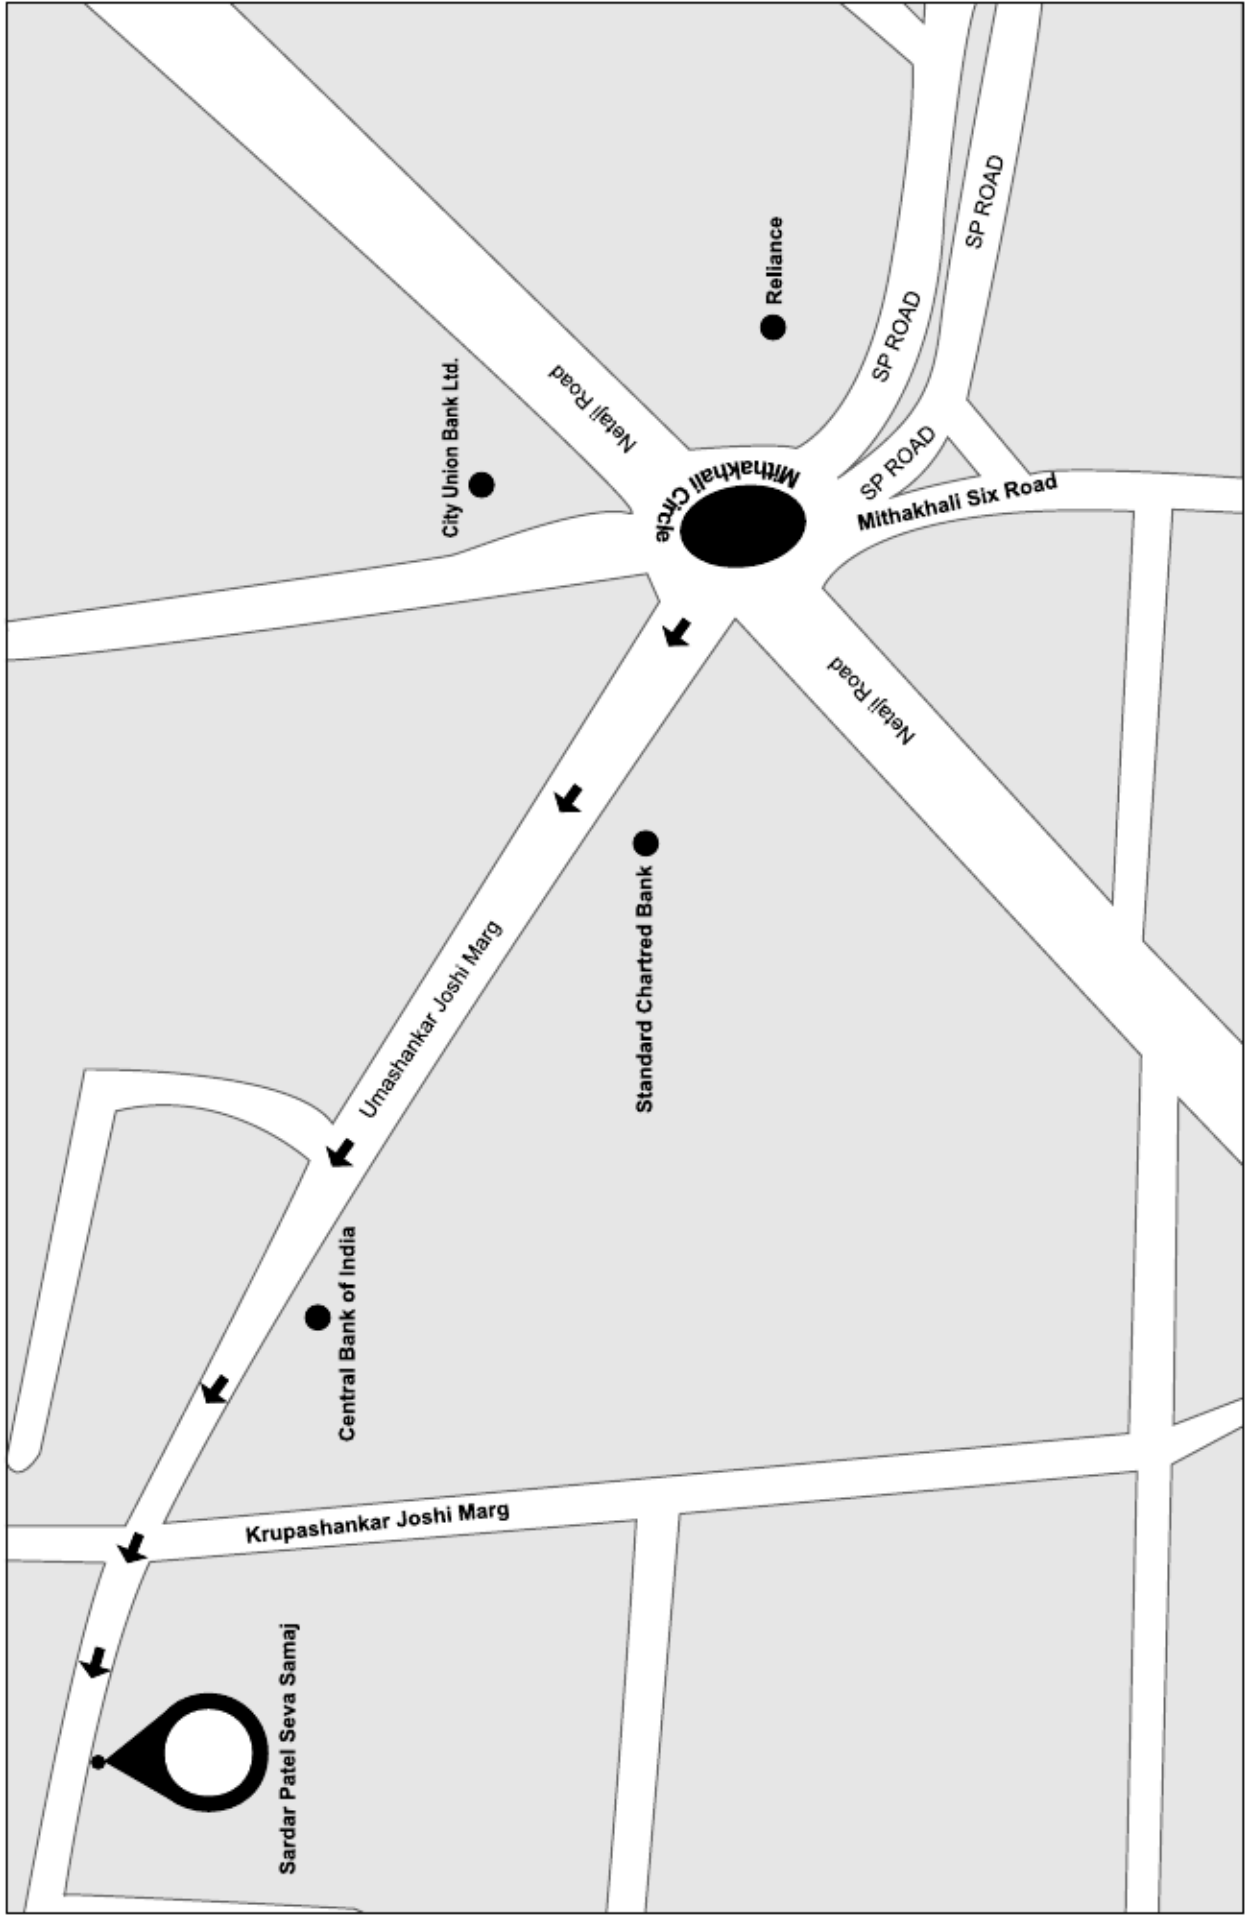 Sardar Patel Seva Samaj
Krupashankar Joshi Marg
Central Bank of India
Umashankar Joshi Marg
Standard Chartred Bank
City Union Bank Ltd.
Netaji Road
Mithakhali Circle
Netaji Road
Reliance
SP ROAD
SP ROAD
SP ROAD
Mithakhali Six Road